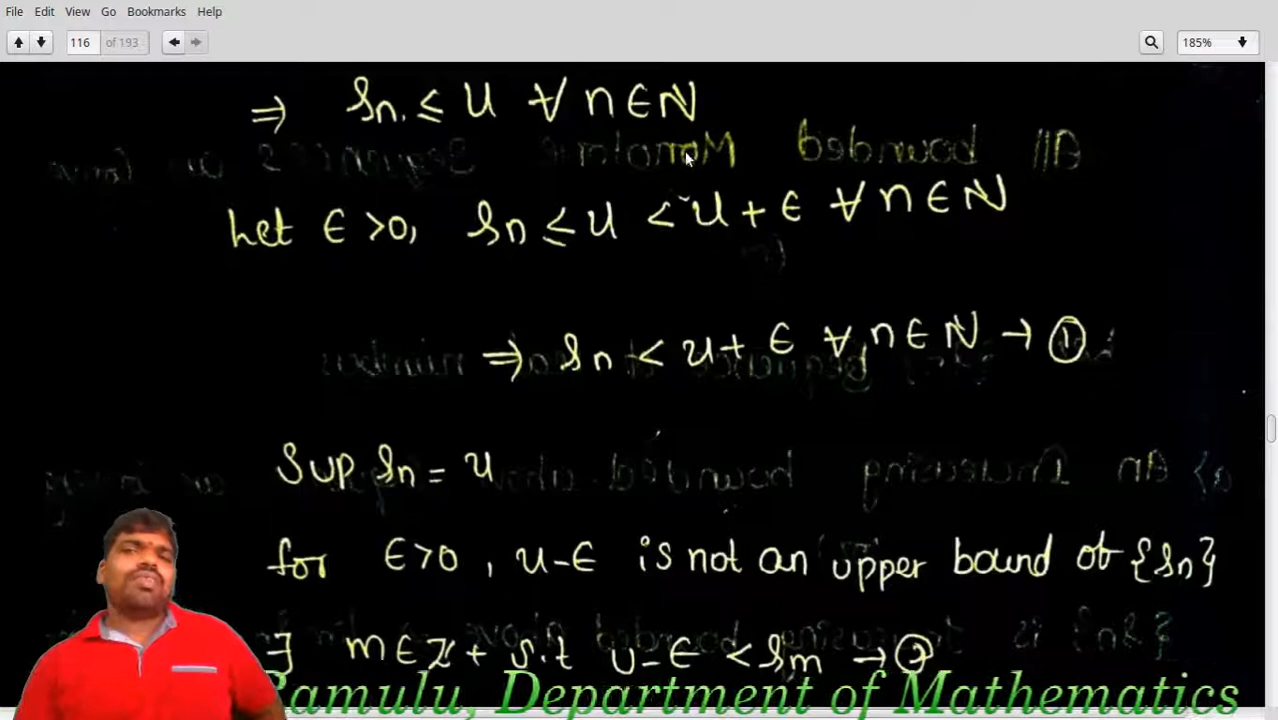 File Edit View Go Bookmarks Help
116 of 193 185%
⇒ Sn ≤ u ∀ n ∈ N
Let ϵ > 0, Sn ≤ u < u + ϵ ∀ n ∈ N
⇒ Sn < u + ϵ ∀ n ∈ N → ①
Sup Sn = u
for ϵ > 0, u - ϵ is not an upper bound of {Sn}
∃ m ∈ Z+ s.t u - ϵ < Sm → ②
Ramulu, Department of Mathematics